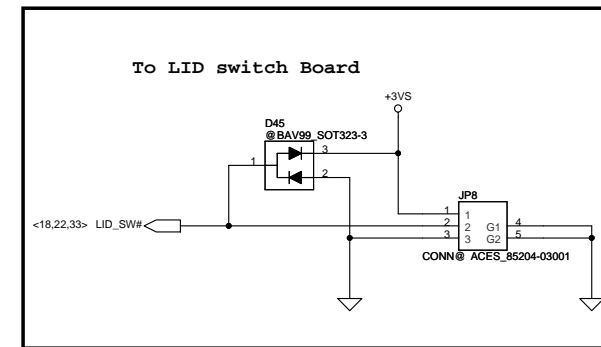 To LID switch Board
+3VS
D45
@BAV99_SOT323-3
3
1
2
<18,22,33> LID_SW#
JP8
1 1
2 2 G1 4
3 3 G2 5
CONN@ ACES_85204-03001